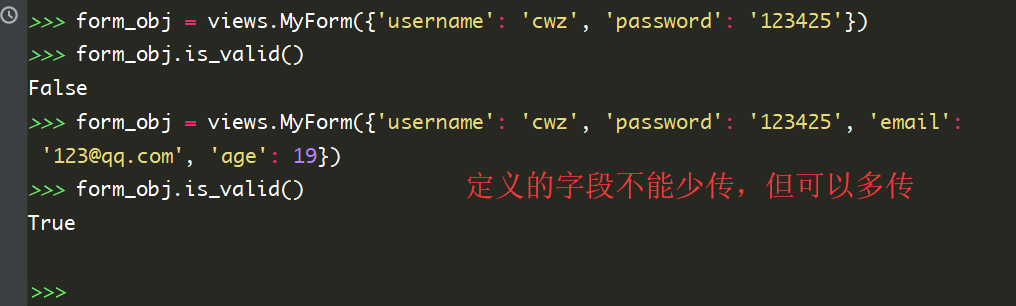 >>> form_obj = views.MyForm({'username': 'cwz', 'password': '123425'})
>>> form_obj.is_valid()
False
>>> form_obj = views.MyForm({'username': 'cwz', 'password': '123425', 'email':
'123@qq.com', 'age': 19})
>>> form_obj.is_valid()
定义的字段不能少传，但可以多传
True
>>>